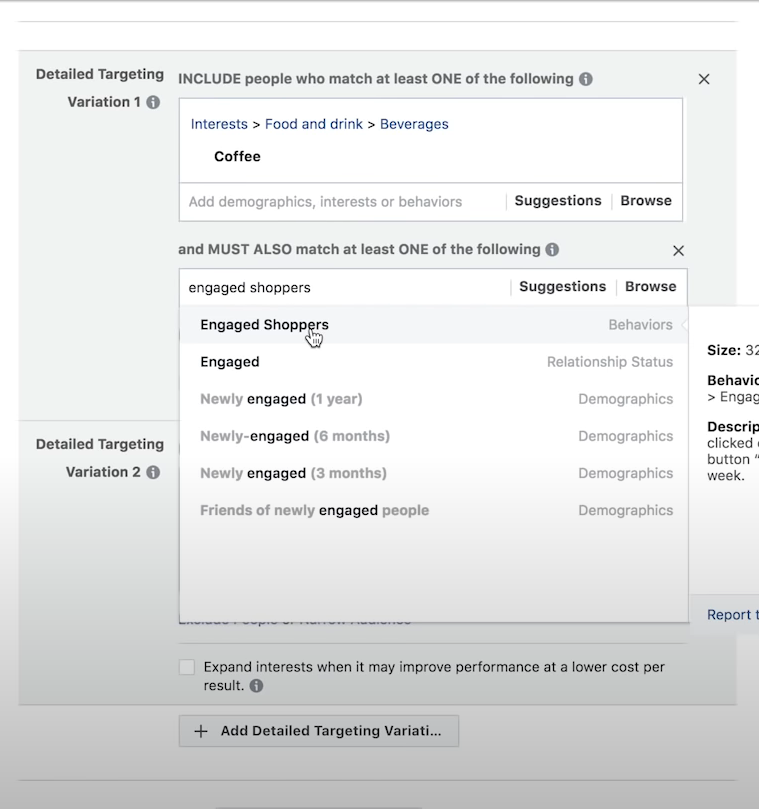 Detailed Targeting
Variation 1
INCLUDE people who match at least ONE of the following
Interests > Food and drink > Beverages
Coffee
Add demographics, interests or behaviors Suggestions Browse
and MUST ALSO match at least ONE of the following
engaged shoppers Suggestions Browse
Engaged Shoppers Behaviors
Engaged Relationship Status
Newly engaged (1 year) Demographics
Newly-engaged (6 months) Demographics
Newly engaged (3 months) Demographics
Friends of newly engaged people Demographics
Size: 32
Behavio
> Engag
Descrip
clicked
button "
week.
Report t
Detailed Targeting
Variation 2
Exclude People or Narrow Audience
Expand interests when it may improve performance at a lower cost per
result.
+ Add Detailed Targeting Variati...